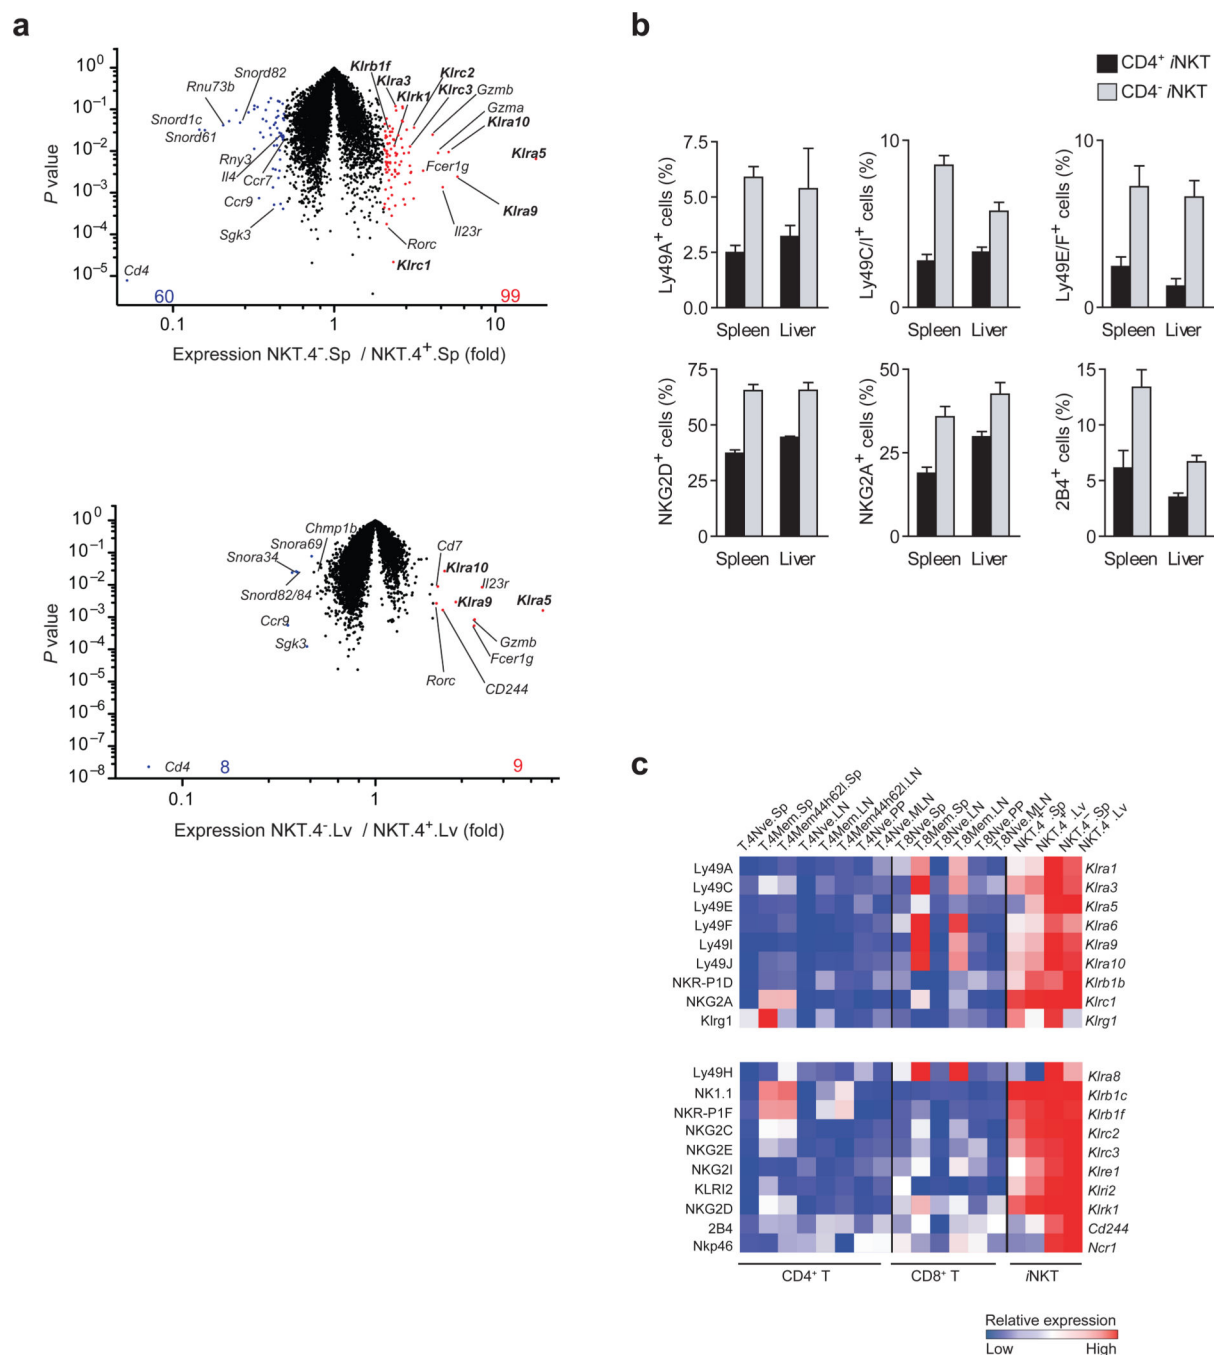 a
P value
10⁰
10⁻¹
10⁻²
10⁻³
10⁻⁴
10⁻⁵
Snord82
Rnu73b
Snord1c
Snord61
Rny3
Il4
Ccr7
Ccr9
Sgk3
Cd4
Klrb1f
Klra3
Klrk1
Klrc2
Klrc3
Gzmb
Gzma
Klra10
Klra5
Fcer1g
Klra9
Il23r
Rorc
Klrc1
60
99
0.1
1
10
Expression NKT.4⁻.Sp / NKT.4⁺.Sp (fold)
P value
10⁰
10⁻¹
10⁻²
10⁻³
10⁻⁴
10⁻⁵
10⁻⁶
10⁻⁷
10⁻⁸
Chmp1b
Snora69
Snora34
Snord82/84
Ccr9
Sgk3
Cd4
Cd7
Klra10
Il23r
Klra9
Klra5
Gzmb
Fcer1g
Rorc
CD244
8
9
0.1
1
Expression NKT.4⁻.Lv / NKT.4⁺.Lv (fold)
b
CD4⁺ iNKT
CD4⁻ iNKT
Ly49A⁺ cells (%)
7.5
5.0
2.5
0.0
Spleen Liver
Ly49C/I⁺ cells (%)
10
0
Spleen Liver
Ly49E/F⁺ cells (%)
10
0
Spleen Liver
NKG2D⁺ cells (%)
75
50
25
0
Spleen Liver
NKG2A⁺ cells (%)
50
25
0
Spleen Liver
2B4⁺ cells (%)
15
10
5
0
Spleen Liver
c
T.4Nve.Sp
T.4Mem.Sp
T.4Mem44h62l.Sp
T.4Nve.LN
T.4Mem.LN
T.4Mem44h62l.LN
T.4Nve.PP
T.4Nve.MLN
T.8Nve.Sp
T.8Mem.Sp
T.8Nve.LN
T.8Mem.LN
T.8Nve.PP
T.8Nve.MLN
NKT.4⁺.Sp
NKT.4⁺.Lv
NKT.4⁻.Sp
NKT.4⁻.Lv
Ly49A Klra1
Ly49C Klra3
Ly49E Klra5
Ly49F Klra6
Ly49I Klra9
Ly49J Klra10
NKR-P1D Klrb1b
NKG2A Klrc1
Klrg1 Klrg1
Ly49H Klra8
NK1.1 Klrb1c
NKR-P1F Klrb1f
NKG2C Klrc2
NKG2E Klrc3
NKG2I Klre1
KLRI2 Klri2
NKG2D Klrk1
2B4 Cd244
Nkp46 Ncr1
CD4⁺ T CD8⁺ T iNKT
Relative expression
Low High